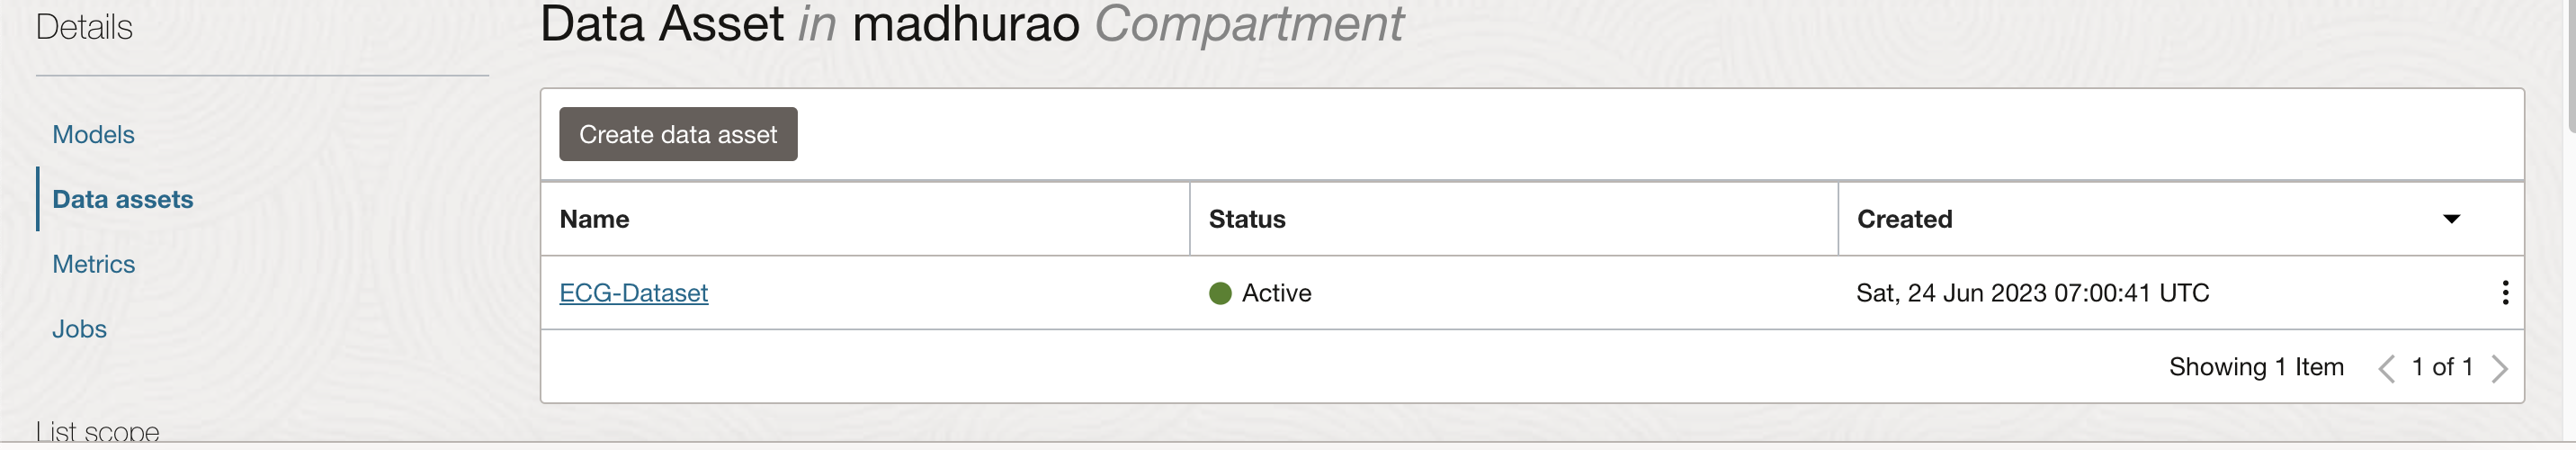 Details
Models
Data assets
Metrics
Jobs
List scope
Data Asset in madhurao Compartment
Create data asset
Name Status Created
ECG-Dataset Active Sat, 24 Jun 2023 07:00:41 UTC
Showing 1 Item 1 of 1